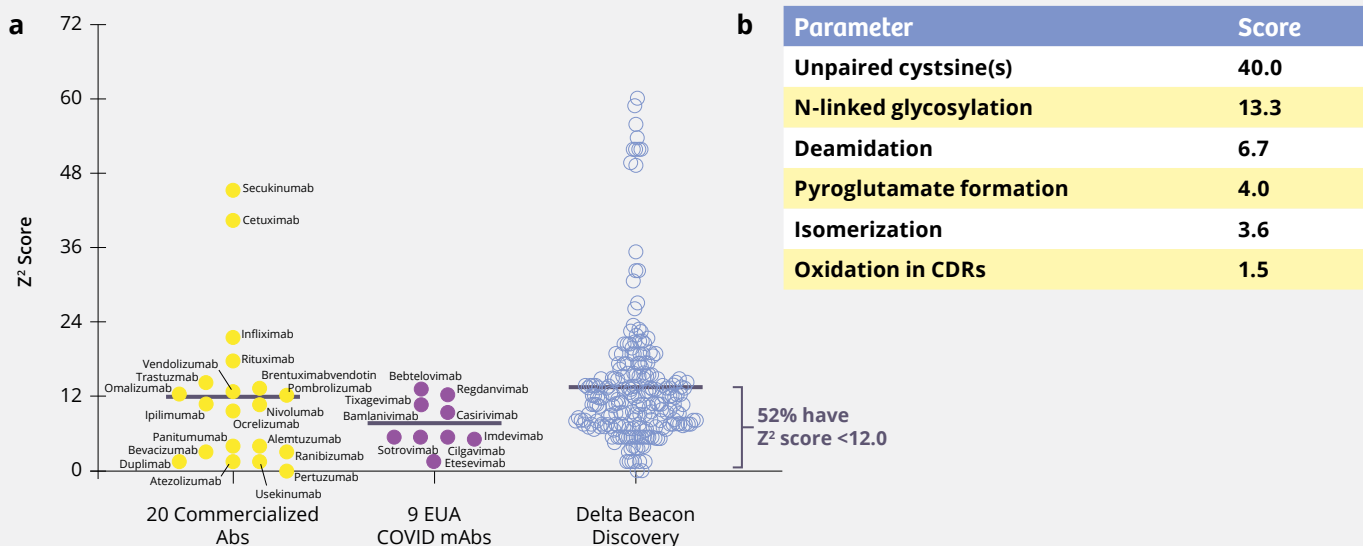 a
72
60
48
36
24
12
0
Z² Score
Secukinumab
Cetuximab
Infliximab
Rituximab
Vendolizumab
Trastuzmab
Brentuximabvendotin
Omalizumab
Pombrolizumab
Ipilimumab
Nivolumab
Ocrelizumab
Panitumumab
Alemtuzumab
Bevacizumab
Ranibizumab
Duplimab
Atezolizumab
Pertuzumab
Usekinumab
Bebtelovimab
Regdanvimab
Tixagevimab
Bamlanivimab
Casirivimab
Imdevimab
Sotrovimab
Cilgavimab
Etesevimab
52% have
Z² score <12.0
20 Commercialized
Abs
9 EUA
COVID mAbs
Delta Beacon
Discovery
b
Parameter Score
Unpaired cystsine(s) 40.0
N-linked glycosylation 13.3
Deamidation 6.7
Pyroglutamate formation 4.0
Isomerization 3.6
Oxidation in CDRs 1.5